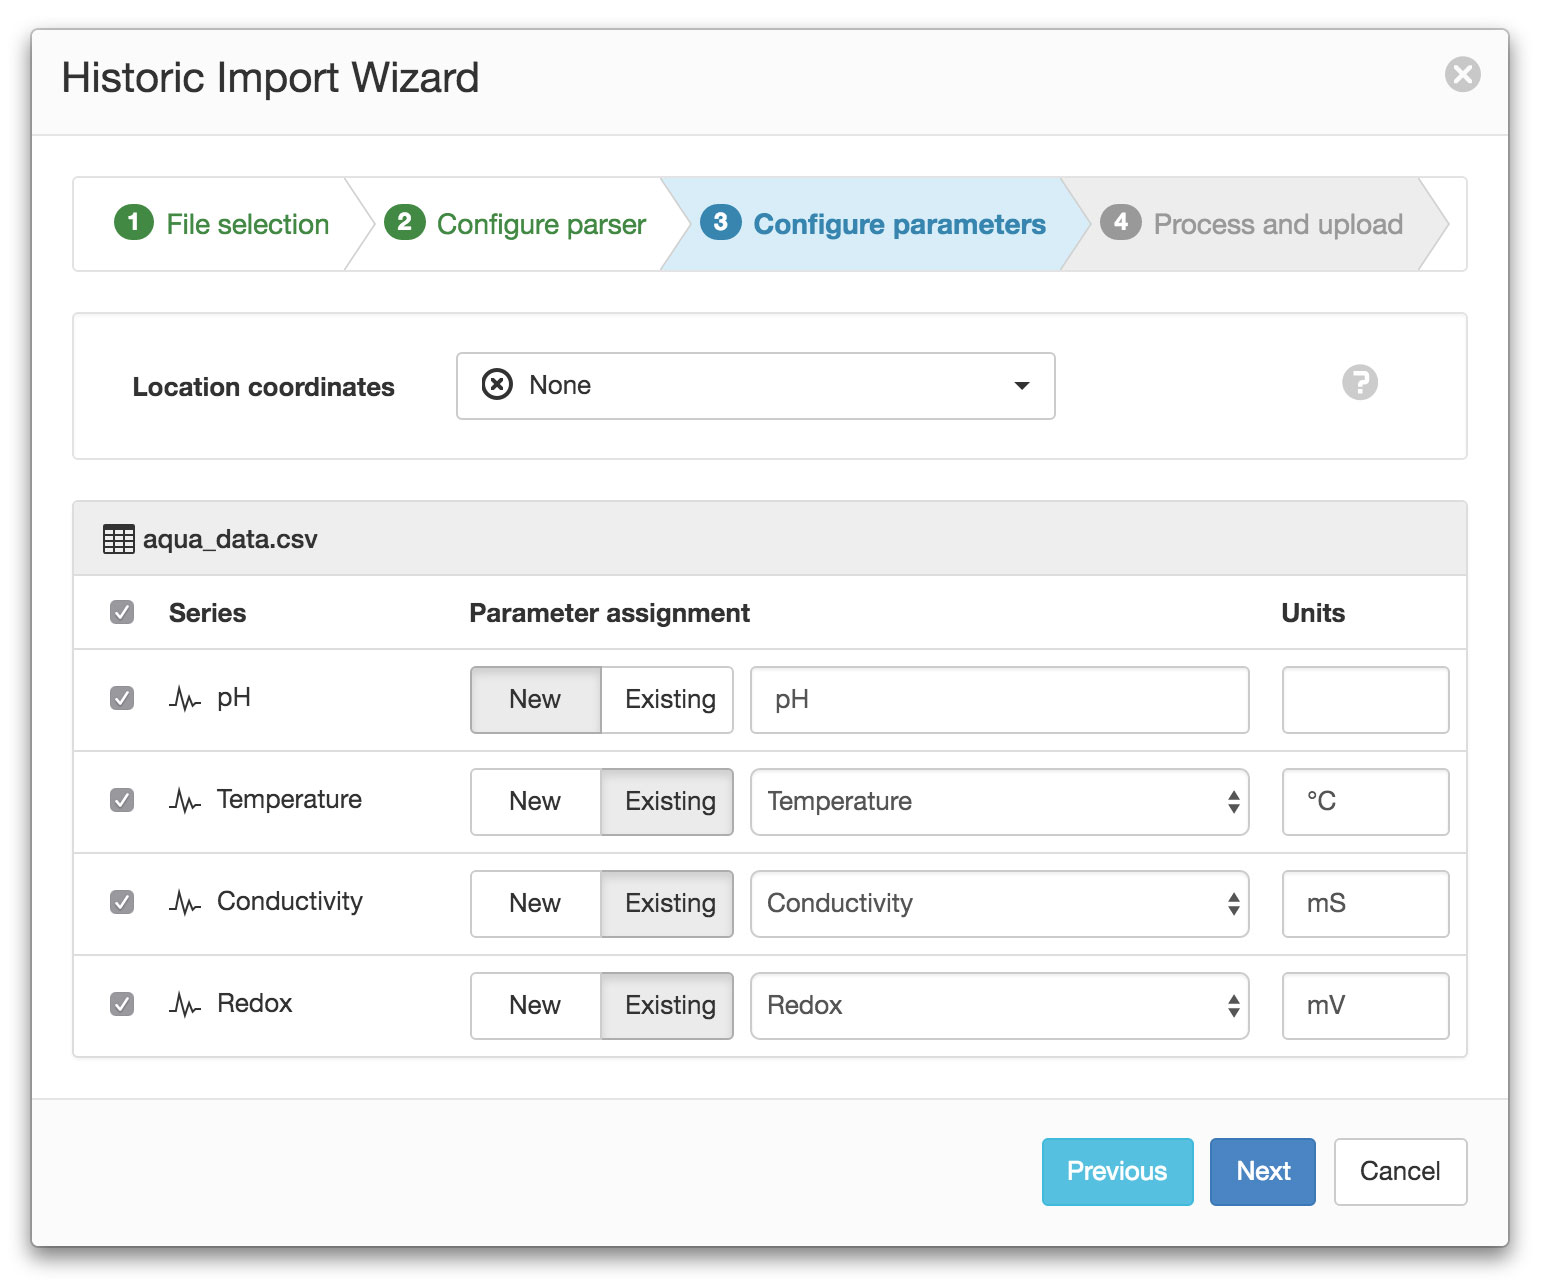 Historic Import Wizard
1 File selection 2 Configure parser 3 Configure parameters 4 Process and upload
Location coordinates None ?
aqua_data.csv
Series Parameter assignment Units
pH New Existing pH
Temperature New Existing Temperature °C
Conductivity New Existing Conductivity mS
Redox New Existing Redox mV
Previous Next Cancel